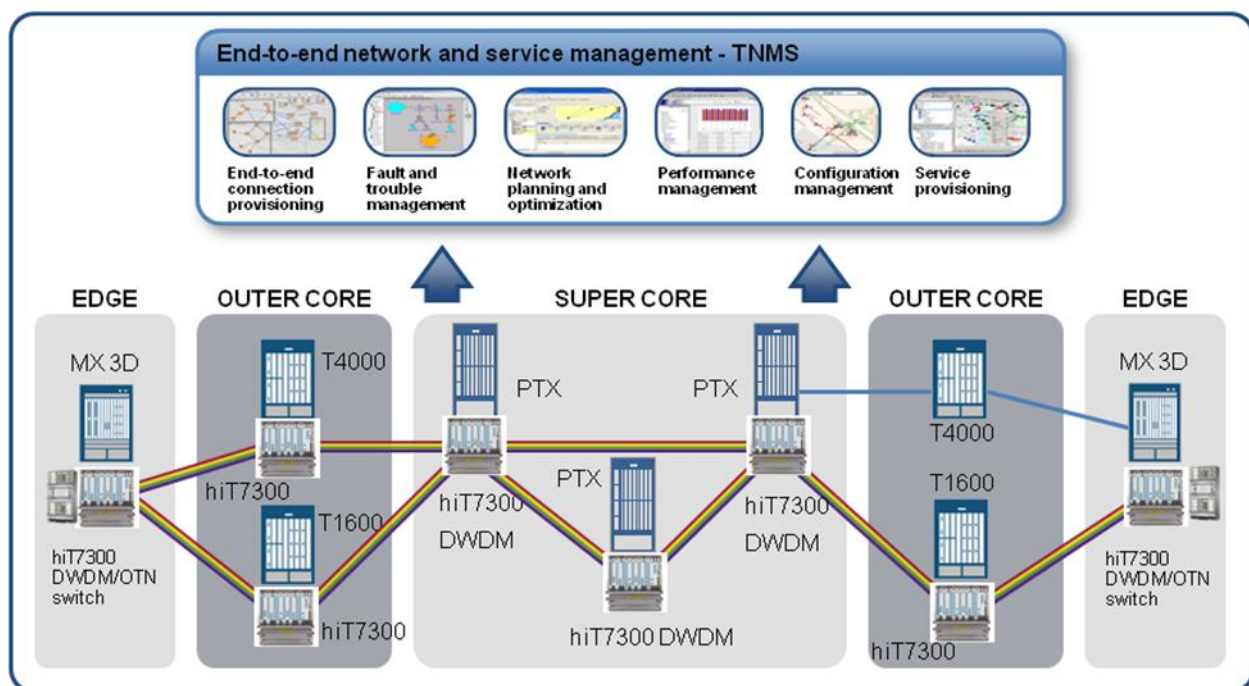 End-to-end network and service management - TNMS
End-to-end
connection
provisioning
Fault and
trouble
management
Network
planning and
optimization
Performance
management
Configuration
management
Service
provisioning
EDGE
OUTER CORE
SUPER CORE
OUTER CORE
EDGE
MX 3D
T4000
hiT7300
T1600
hiT7300
hiT7300
DWDM/OTN
switch
PTX
hiT7300
DWDM
PTX
hiT7300 DWDM
PTX
hiT7300
DWDM
T4000
T1600
hiT7300
MX 3D
hiT7300
DWDM/OTN
switch